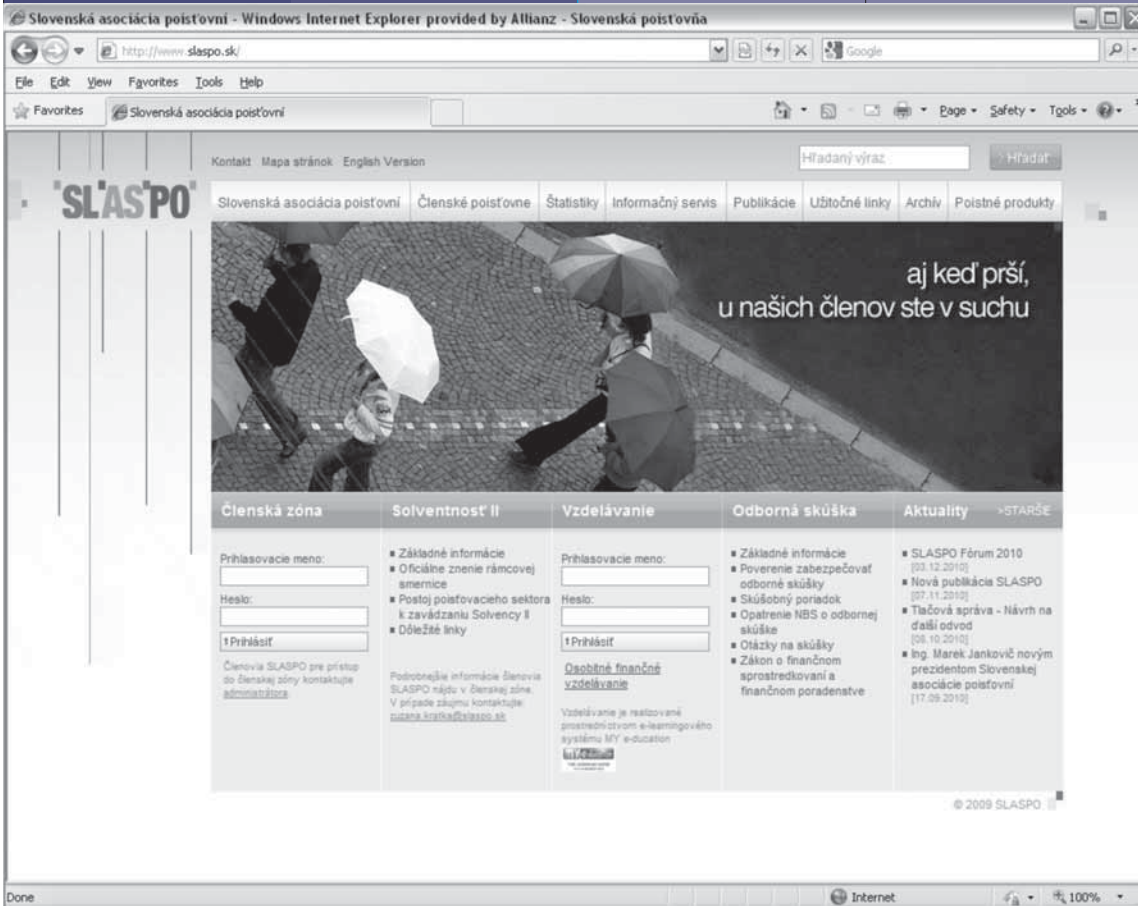 Slovenská asociácia poisťovní - Windows Internet Explorer provided by Allianz - Slovenská poisťovňa
http://www.slaspo.sk/
Google
File Edit View Favorites Tools Help
Favorites
Slovenská asociácia poisťovní
Page Safety Tools
Kontakt Mapa stránok English Version
Hľadaný výraz
Hľadať
SLASPO
Slovenská asociácia poisťovní
Členské poisťovne
Štatistiky
Informačný servis
Publikácie
Užitočné linky
Archív
Poistné produkty
aj keď prší,
u našich členov ste v suchu
Členská zóna
Prihlasovacie meno:
Heslo:
Prihlásiť
Členovia SLASPO pre prístup
do členskej zóny kontaktujte
administrátora.
Solventnosť II
Základné informácie
Oficiálne znenie rámcovej
smernice
Postoj poisťovacieho sektora
k zavádzaniu Solvency II
Dôležité linky
Podrobnejšie informácie členovia
SLASPO nájdu v členskej zóne.
V prípade záujmu kontaktujte:
zuzana.kratka@slaspo.sk
Vzdelávanie
Prihlasovacie meno:
Heslo:
Prihlásiť
Osobitné finančné
vzdelávanie
Vzdelávanie je realizované
prostredníctvom e-learningového
systému MY e-ducation
Odborná skúška
Základné informácie
Poverenie zabezpečovať
odborné skúšky
Skúšobný poriadok
Opatrenie NBS o odbornej
skúške
Otázky na skúšky
Zákon o finančnom
sprostredkovaní a
finančnom poradenstve
Aktuality
>STARŠIE
SLASPO Fórum 2010
[03.12.2010]
Nová publikácia SLASPO
[07.11.2010]
Tlačová správa - Návrh na
ďalší odvod
[08.10.2010]
Ing. Marek Jankovič novým
prezidentom Slovenskej
asociácie poisťovní
[17.09.2010]
© 2009 SLASPO
Done
Internet
100%